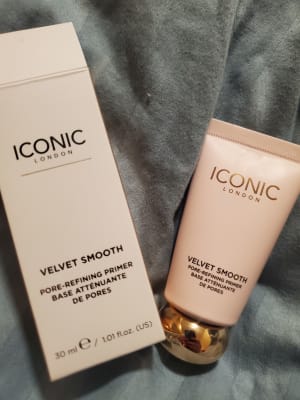 ICONIC
LONDON
VELVET SMOOTH
PORE-REFINING PRIMER
BASE ATTÉNUANTE
DE PORES
30 ml ℮ / 1.01 fl.oz. (US)
ICONIC
LONDON
VELVET SMOOTH
PORE-REFINING PRIMER
BASE ATTÉNUANTE
DE PORES